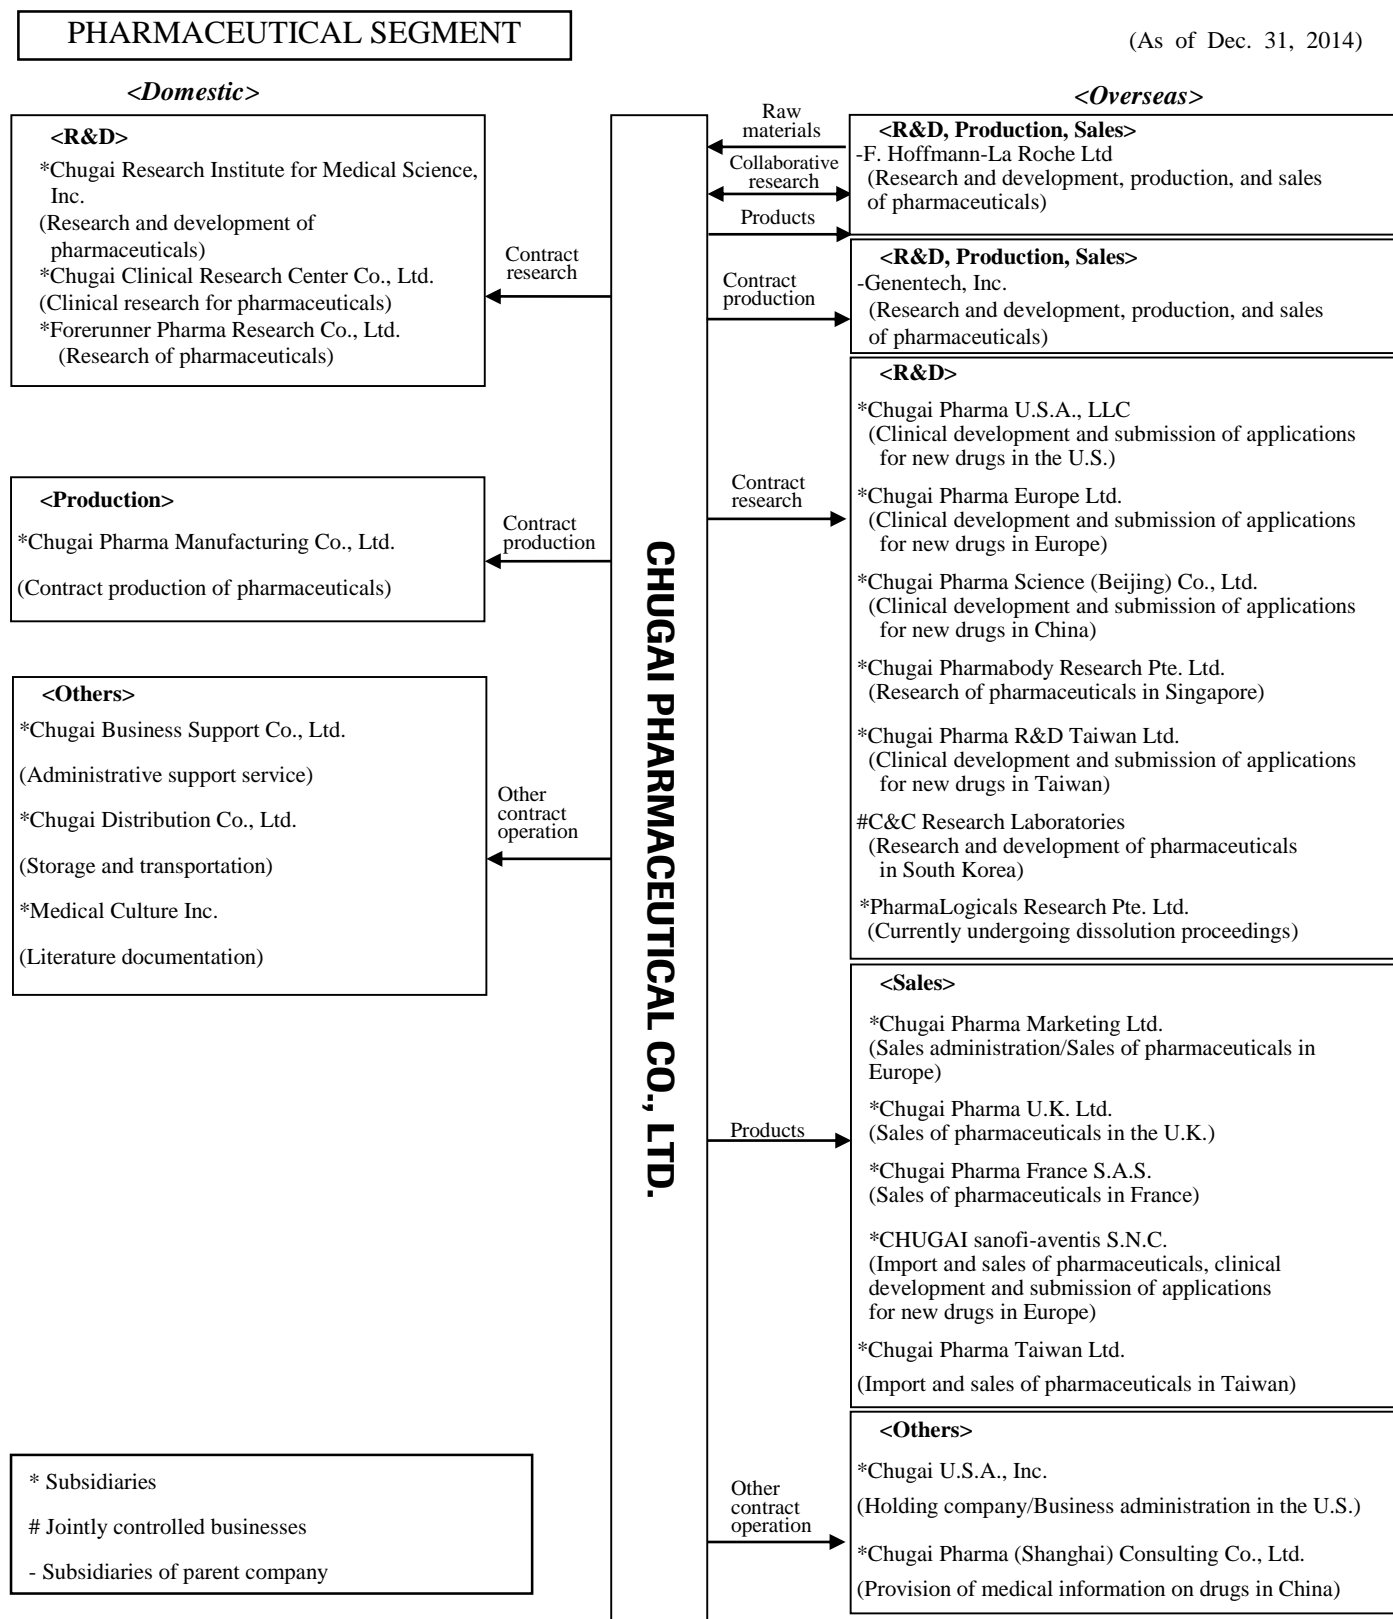 PHARMACEUTICAL SEGMENT
(As of Dec. 31, 2014)
<Domestic>
<R&D>
*Chugai Research Institute for Medical Science,
Inc.
(Research and development of
pharmaceuticals)
*Chugai Clinical Research Center Co., Ltd.
(Clinical research for pharmaceuticals)
*Forerunner Pharma Research Co., Ltd.
(Research of pharmaceuticals)
Contract
research
<Production>
*Chugai Pharma Manufacturing Co., Ltd.
(Contract production of pharmaceuticals)
Contract
production
<Others>
*Chugai Business Support Co., Ltd.
(Administrative support service)
*Chugai Distribution Co., Ltd.
(Storage and transportation)
*Medical Culture Inc.
(Literature documentation)
Other
contract
operation
* Subsidiaries
# Jointly controlled businesses
- Subsidiaries of parent company
CHUGAI PHARMACEUTICAL CO., LTD.
<Overseas>
Raw
materials
Collaborative
research
Products
<R&D, Production, Sales>
-F. Hoffmann-La Roche Ltd
(Research and development, production, and sales
of pharmaceuticals)
Contract
production
<R&D, Production, Sales>
-Genentech, Inc.
(Research and development, production, and sales
of pharmaceuticals)
Contract
research
<R&D>
*Chugai Pharma U.S.A., LLC
(Clinical development and submission of applications
for new drugs in the U.S.)
*Chugai Pharma Europe Ltd.
(Clinical development and submission of applications
for new drugs in Europe)
*Chugai Pharma Science (Beijing) Co., Ltd.
(Clinical development and submission of applications
for new drugs in China)
*Chugai Pharmabody Research Pte. Ltd.
(Research of pharmaceuticals in Singapore)
*Chugai Pharma R&D Taiwan Ltd.
(Clinical development and submission of applications
for new drugs in Taiwan)
#C&C Research Laboratories
(Research and development of pharmaceuticals
in South Korea)
*PharmaLogicals Research Pte. Ltd.
(Currently undergoing dissolution proceedings)
Products
<Sales>
*Chugai Pharma Marketing Ltd.
(Sales administration/Sales of pharmaceuticals in
Europe)
*Chugai Pharma U.K. Ltd.
(Sales of pharmaceuticals in the U.K.)
*Chugai Pharma France S.A.S.
(Sales of pharmaceuticals in France)
*CHUGAI sanofi-aventis S.N.C.
(Import and sales of pharmaceuticals, clinical
development and submission of applications
for new drugs in Europe)
*Chugai Pharma Taiwan Ltd.
(Import and sales of pharmaceuticals in Taiwan)
Other
contract
operation
<Others>
*Chugai U.S.A., Inc.
(Holding company/Business administration in the U.S.)
*Chugai Pharma (Shanghai) Consulting Co., Ltd.
(Provision of medical information on drugs in China)